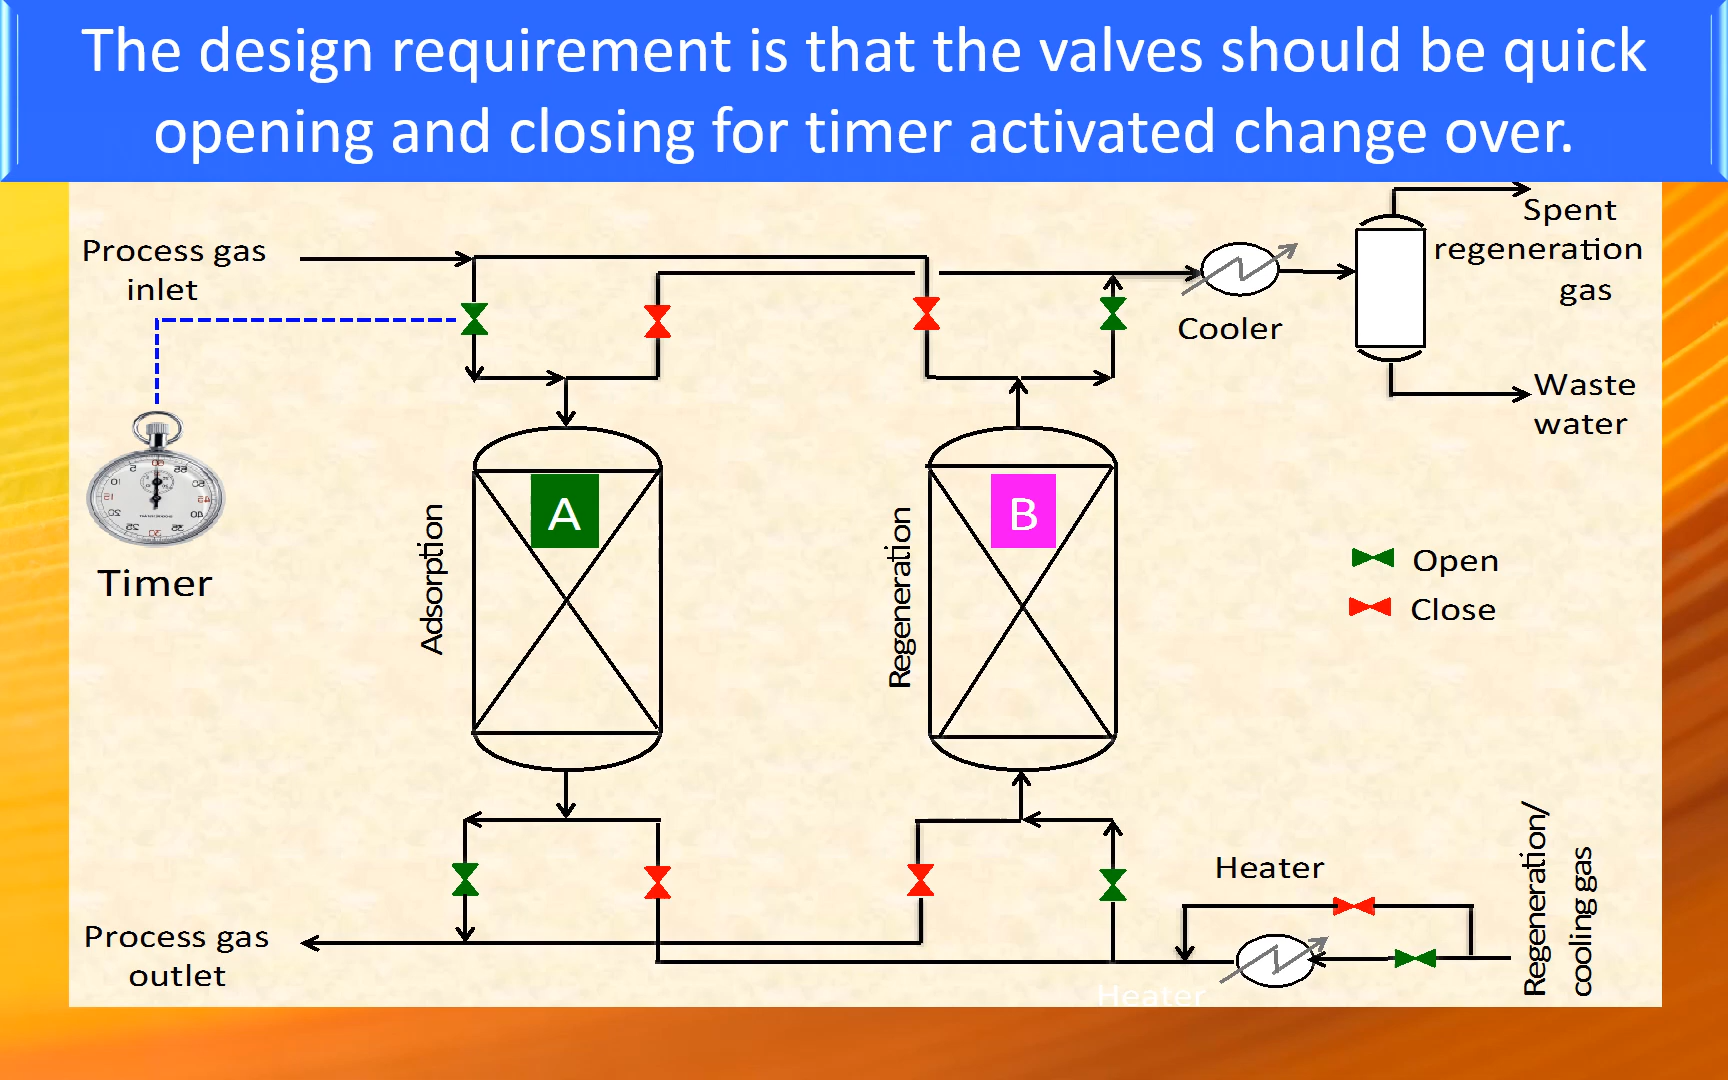 The design requirement is that the valves should be quick
opening and closing for timer activated change over.
Spent
regeneration
gas
Process gas
inlet
Cooler
Waste
water
A
B
Adsorption
Regeneration
Timer
Open
Close
Heater
Regeneration/
cooling gas
Process gas
outlet
Heater